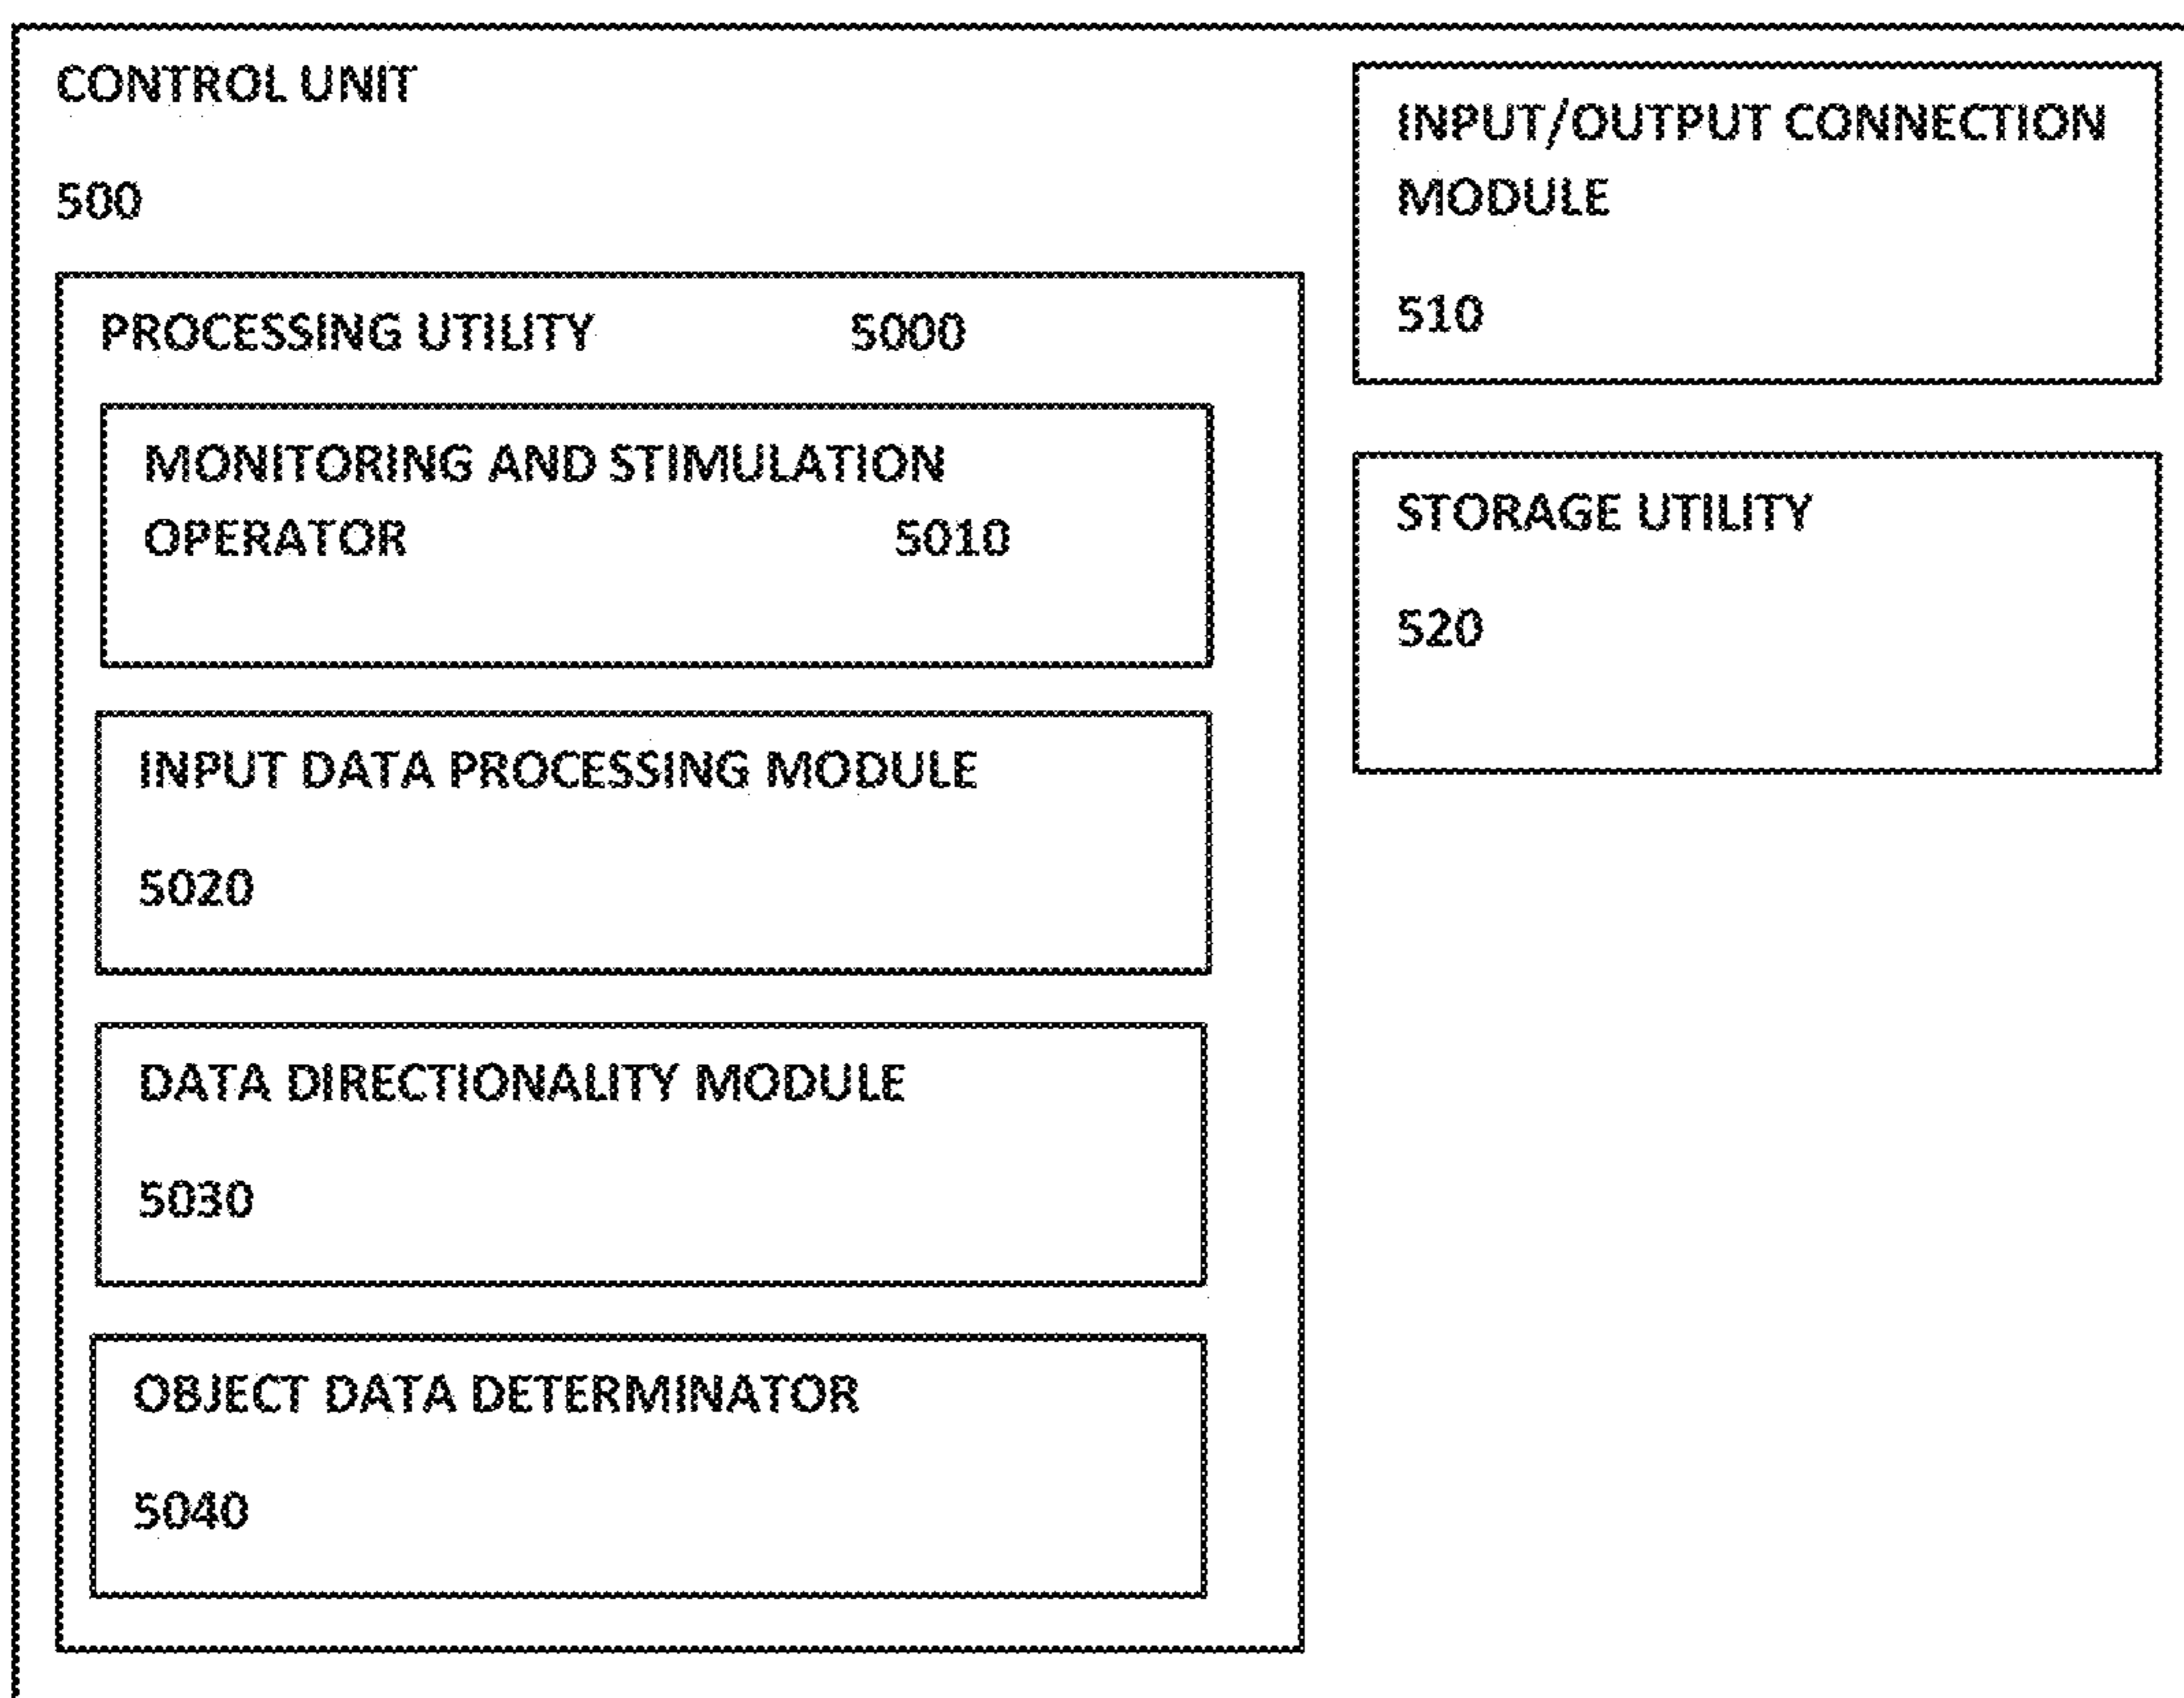 CONTROL UNIT
500
PROCESSING UTILITY 5000
MONITORING AND STIMULATION
OPERATOR 5010
INPUT DATA PROCESSING MODULE
5020
DATA DIRECTIONALITY MODULE
5030
OBJECT DATA DETERMINATOR
5040
INPUT/OUTPUT CONNECTION
MODULE
510
STORAGE UTILITY
520